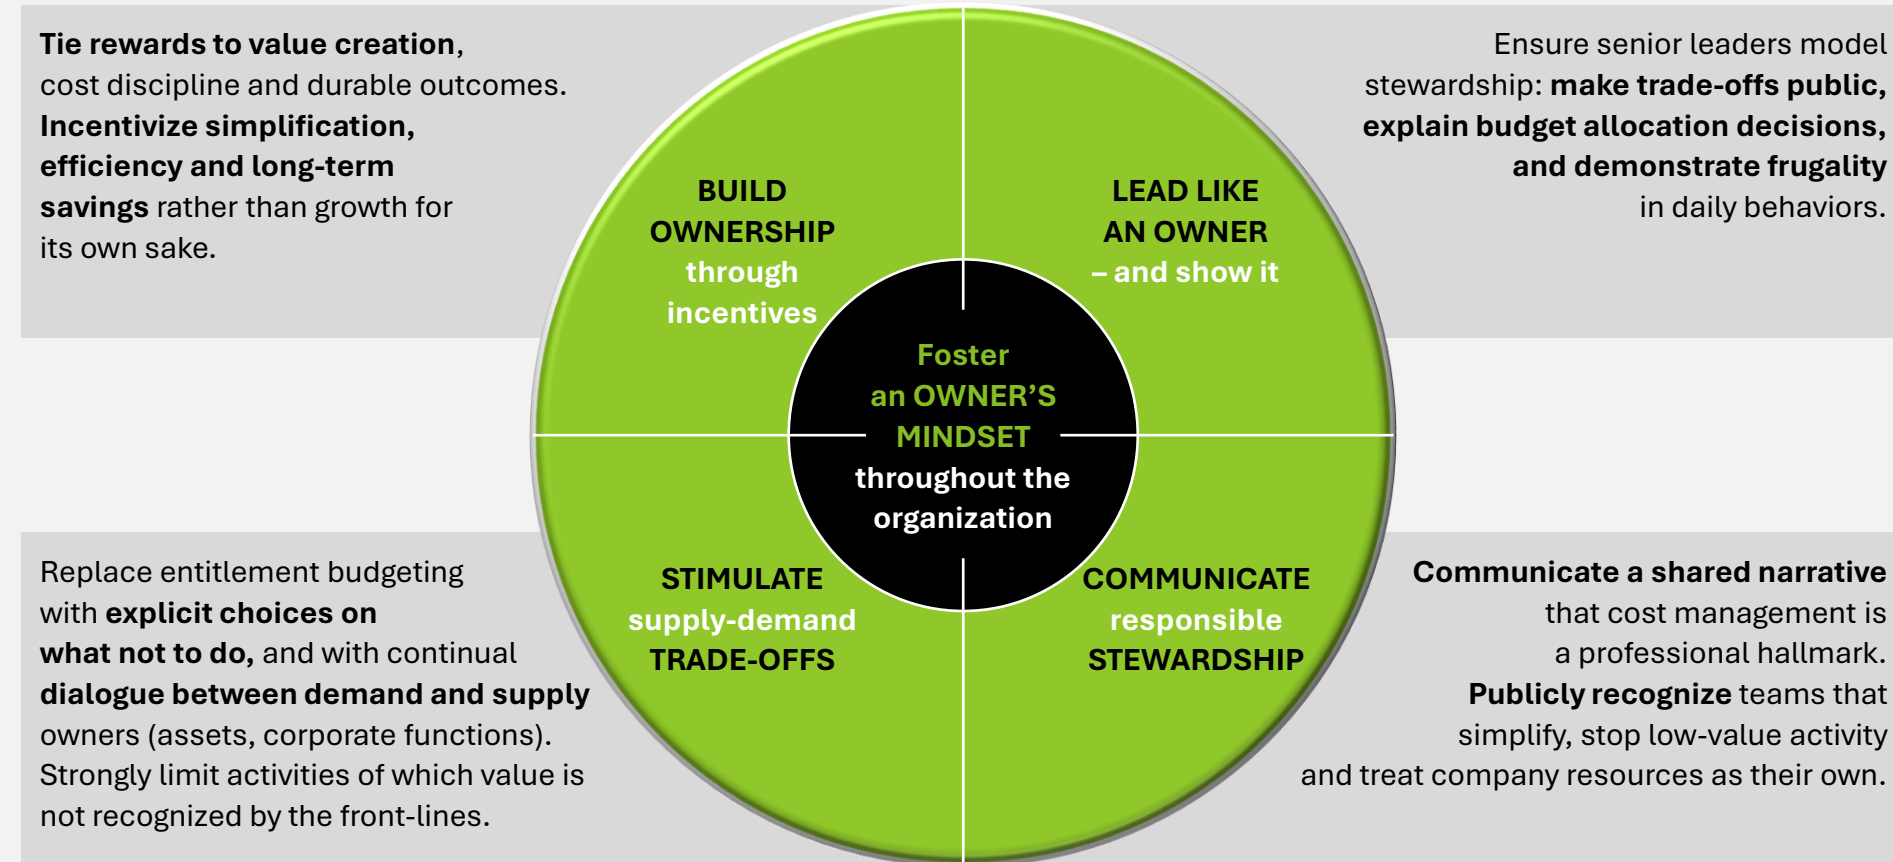 Tie rewards to value creation,
cost discipline and durable outcomes.
Incentivize simplification,
efficiency and long-term
savings rather than growth for
its own sake.
BUILD
OWNERSHIP
through
incentives
LEAD LIKE
AN OWNER
– and show it
Ensure senior leaders model
stewardship: make trade-offs public,
explain budget allocation decisions,
and demonstrate frugality
in daily behaviors.
Foster
an OWNER’S
MINDSET
throughout the
organization
Replace entitlement budgeting
with explicit choices on
what not to do, and with continual
dialogue between demand and supply
owners (assets, corporate functions).
Strongly limit activities of which value is
not recognized by the front-lines.
STIMULATE
supply-demand
TRADE-OFFS
COMMUNICATE
responsible
STEWARDSHIP
Communicate a shared narrative
that cost management is
a professional hallmark.
Publicly recognize teams that
simplify, stop low-value activity
and treat company resources as their own.